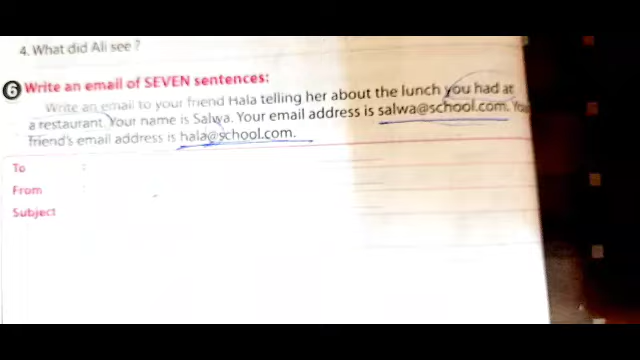 4. What did Ali see ?
6 Write an email of SEVEN sentences:
Write an email to your friend Hala telling her about the lunch you had at
a restaurant. Your name is Salwa. Your email address is salwa@school.com. You
friend's email address is hala@school.com.
To :
From :
Subject